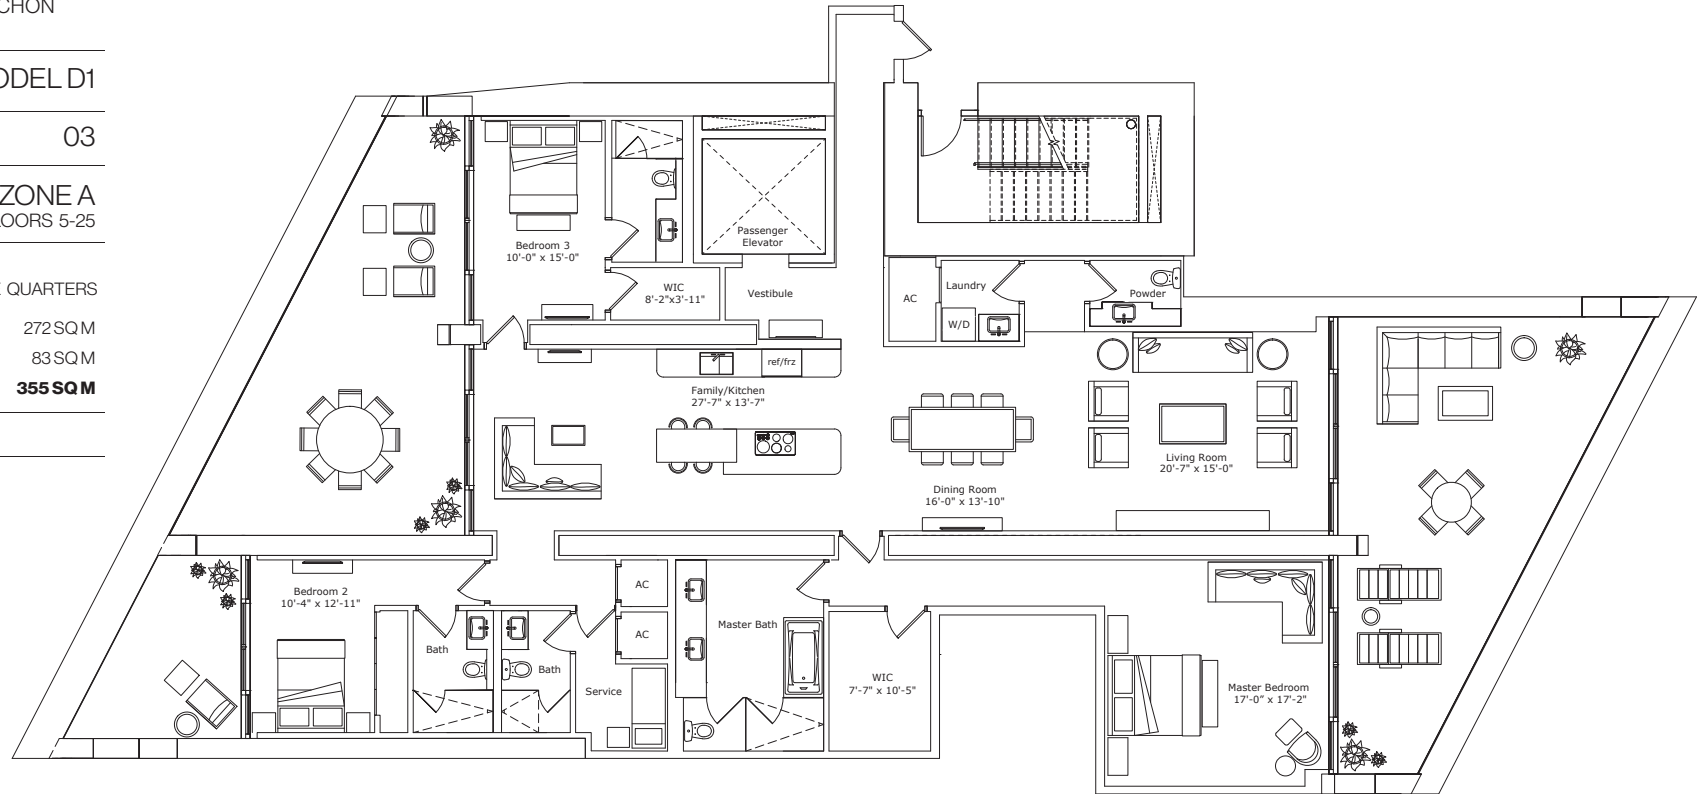 CHON
ODEL D1
03
ZONE A
OORS 5-25
QUARTERS
272 SQ M
83 SQ M
355 SQ M
Bedroom 3
10'-0" x 15'-0"
Passenger
Elevator
WIC
8'-2"x3'-11"
Vestibule
AC
Laundry
W/D
Powder
ref/frz
Family/Kitchen
27'-7" x 13'-7"
Dining Room
16'-0" x 13'-10"
Living Room
20'-7" x 15'-0"
Bedroom 2
10'-4" x 12'-11"
Bath
Bath
Service
AC
AC
Master Bath
WIC
7'-7" x 10'-5"
Master Bedroom
17'-0" x 17'-2"